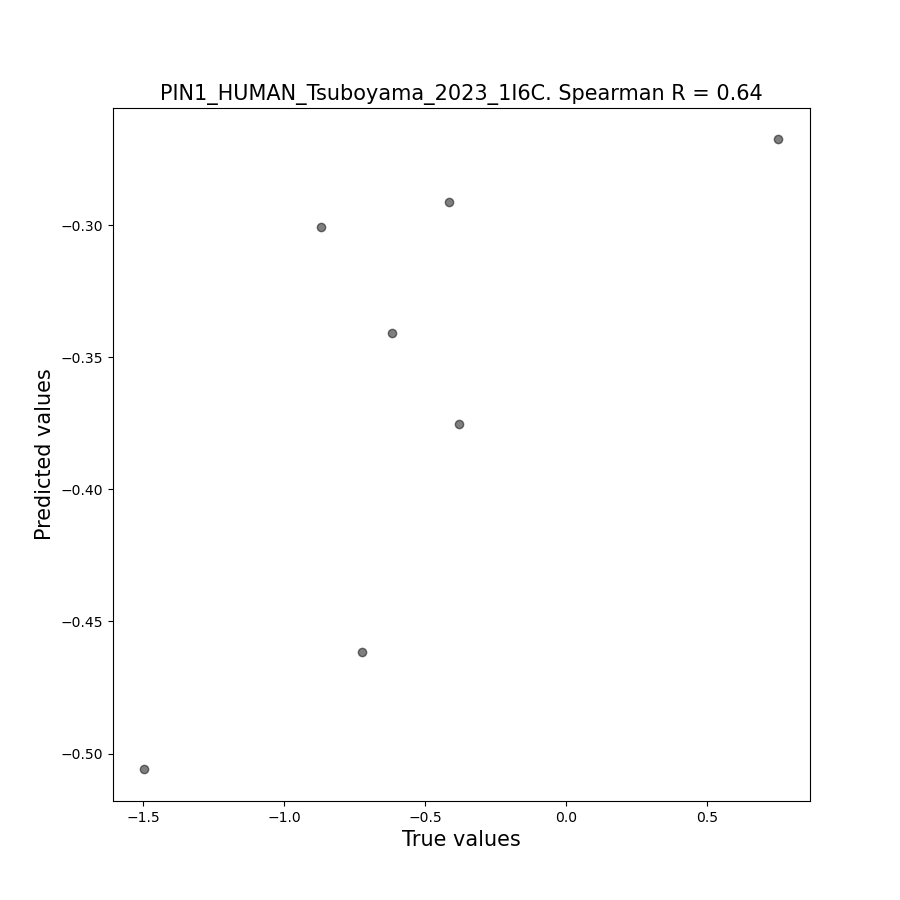 PIN1_HUMAN_Tsuboyama_2023_1I6C. Spearman R = 0.64
Predicted values
−0.30
−0.35
−0.40
−0.45
−0.50
−1.5 −1.0 −0.5 0.0 0.5
True values